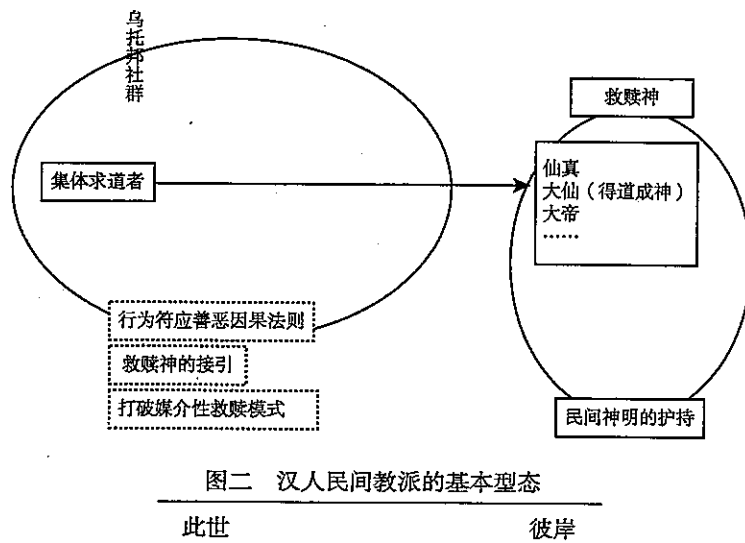 乌托邦社群
救赎神
集体求道者
仙真
大仙（得道成神）
大帝
……
行为符应善恶因果法则
救赎神的接引
打破媒介性救赎模式
民间神明的护持
图二　汉人民间教派的基本型态
此世　彼岸